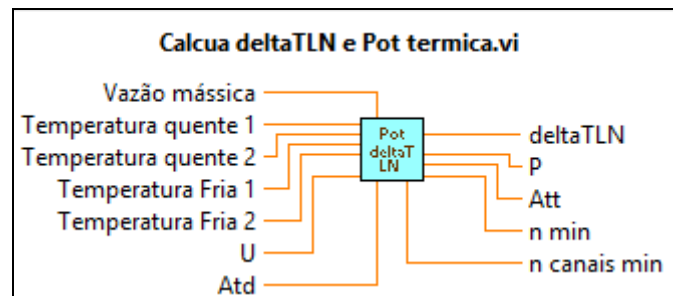 Calcua deltaTLN e Pot termica.vi
Vazão mássica
Temperatura quente 1
Temperatura quente 2
Temperatura Fria 1
Temperatura Fria 2
U
Atd
Pot
deltaT
LN
deltaTLN
P
Att
n min
n canais min